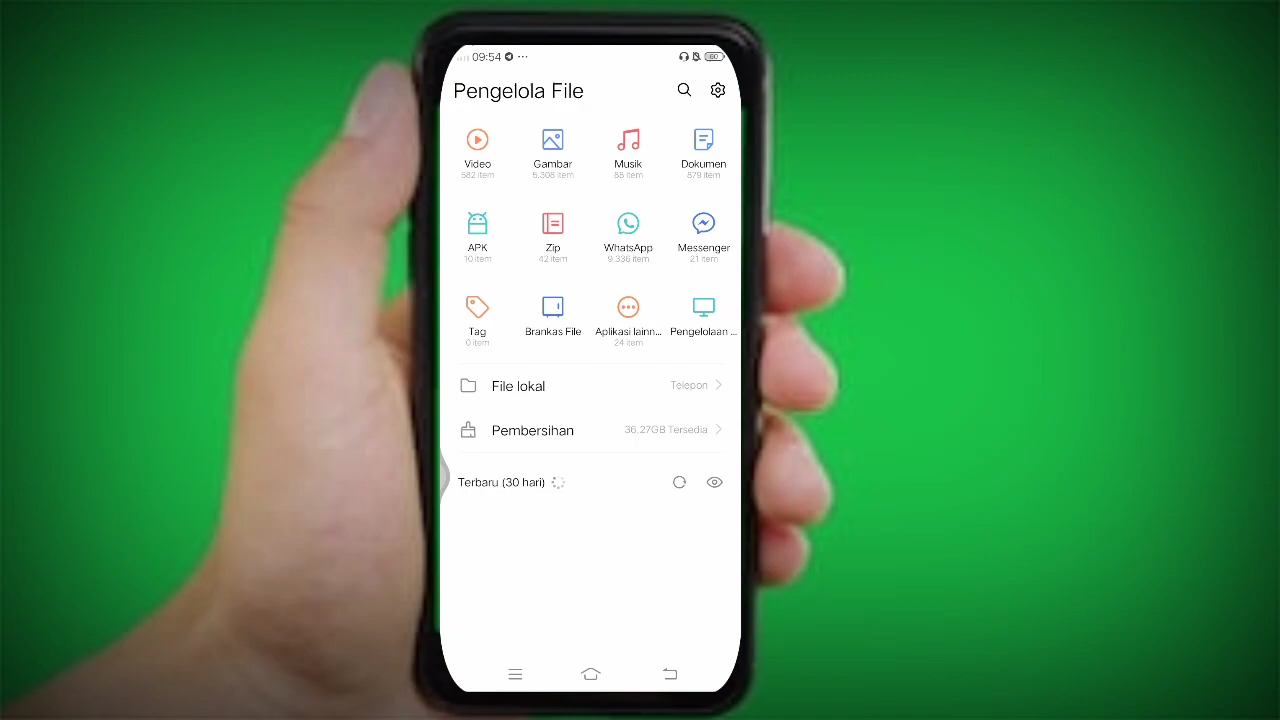 09:54
60
Pengelola File
Video
Gambar
Musik
Dokumen
582 item
5.308 item
88 item
879 item
APK
Zip
WhatsApp
Messenger
10 item
42 item
9.336 item
21 item
Tag
Brankas File
Aplikasi lainn...
Pengelolaan ...
0 item
24 item
File lokal
Telepon
Pembersihan
36,27GB Tersedia
Terbaru (30 hari)